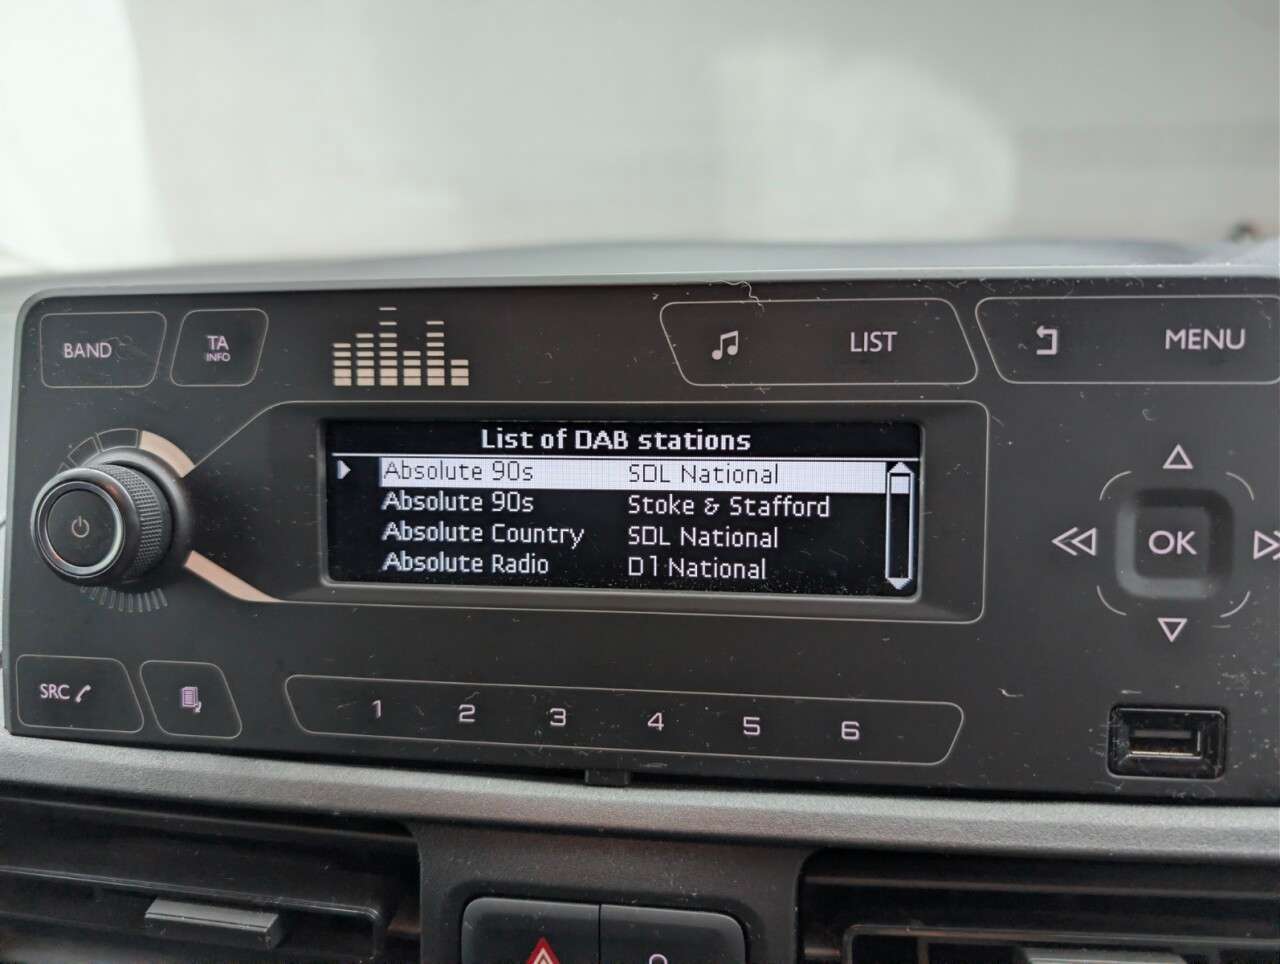 BAND
TA
INFO
LIST
MENU
List of DAB stations
Absolute 90s SDL National
Absolute 90s Stoke & Stafford
Absolute Country SDL National
Absolute Radio D1 National
OK
SRC
1 2 3 4 5 6